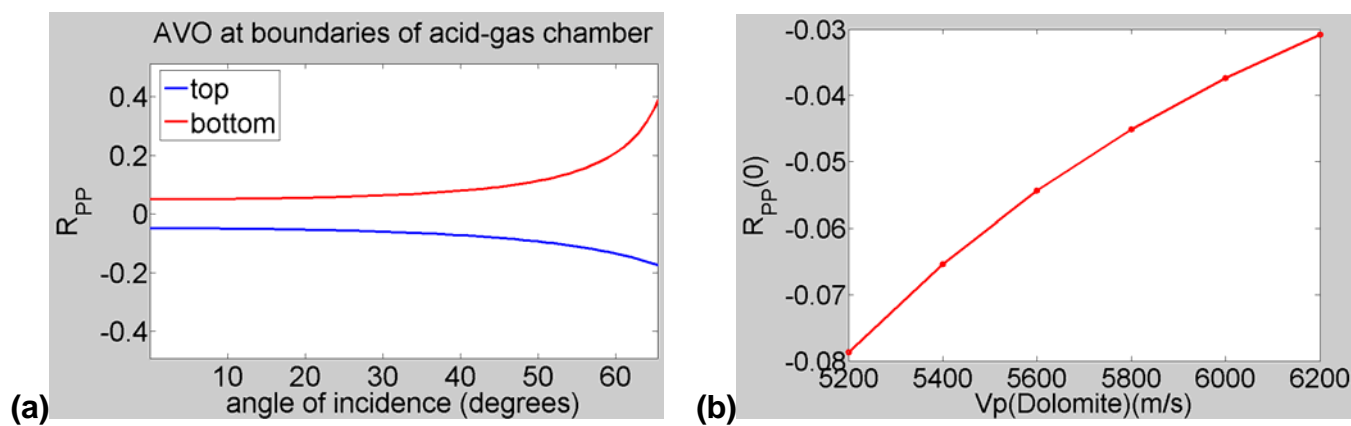 AVO at boundaries of acid-gas chamber
top
bottom
0.4
0.2
0
-0.2
-0.4
R_PP
10 20 30 40 50 60
angle of incidence (degrees)
(a)
-0.03
-0.04
-0.05
-0.06
-0.07
-0.08
R_PP(0)
5200 5400 5600 5800 6000 6200
Vp(Dolomite)(m/s)
(b)